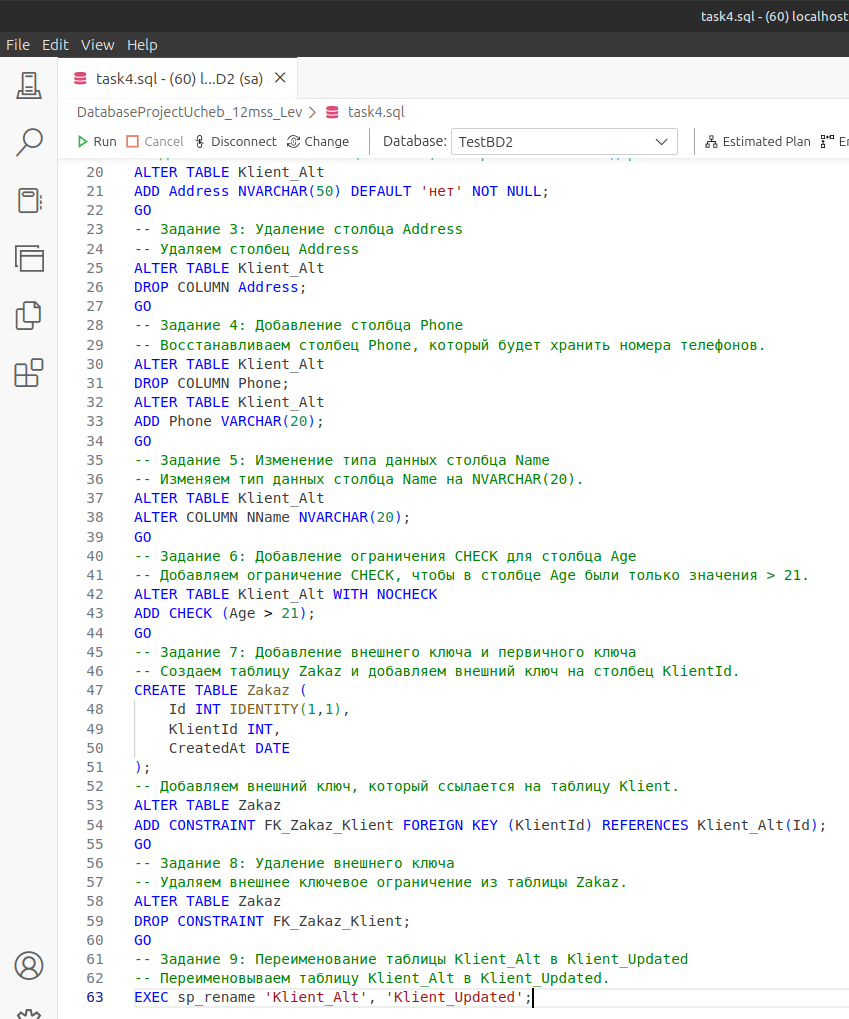 task4.sql - (60) localhost
File Edit View Help
task4.sql - (60) l...D2 (sa)
DatabaseProjectUcheb_12mss_Lev > task4.sql
Run Cancel Disconnect Change Database: TestBD2 Estimated Plan
20 ALTER TABLE Klient_Alt
21 ADD Address NVARCHAR(50) DEFAULT 'нет' NOT NULL;
22 GO
23 -- Задание 3: Удаление столбца Address
24 -- Удаляем столбец Address
25 ALTER TABLE Klient_Alt
26 DROP COLUMN Address;
27 GO
28 -- Задание 4: Добавление столбца Phone
29 -- Восстанавливаем столбец Phone, который будет хранить номера телефонов.
30 ALTER TABLE Klient_Alt
31 DROP COLUMN Phone;
32 ALTER TABLE Klient_Alt
33 ADD Phone VARCHAR(20);
34 GO
35 -- Задание 5: Изменение типа данных столбца Name
36 -- Изменяем тип данных столбца Name на NVARCHAR(20).
37 ALTER TABLE Klient_Alt
38 ALTER COLUMN NName NVARCHAR(20);
39 GO
40 -- Задание 6: Добавление ограничения CHECK для столбца Age
41 -- Добавляем ограничение CHECK, чтобы в столбце Age были только значения > 21.
42 ALTER TABLE Klient_Alt WITH NOCHECK
43 ADD CHECK (Age > 21);
44 GO
45 -- Задание 7: Добавление внешнего ключа и первичного ключа
46 -- Создаем таблицу Zakaz и добавляем внешний ключ на столбец KlientId.
47 CREATE TABLE Zakaz (
48 Id INT IDENTITY(1,1),
49 KlientId INT,
50 CreatedAt DATE
51 );
52 -- Добавляем внешний ключ, который ссылается на таблицу Klient.
53 ALTER TABLE Zakaz
54 ADD CONSTRAINT FK_Zakaz_Klient FOREIGN KEY (KlientId) REFERENCES Klient_Alt(Id);
55 GO
56 -- Задание 8: Удаление внешнего ключа
57 -- Удаляем внешнее ключевое ограничение из таблицы Zakaz.
58 ALTER TABLE Zakaz
59 DROP CONSTRAINT FK_Zakaz_Klient;
60 GO
61 -- Задание 9: Переименование таблицы Klient_Alt в Klient_Updated
62 -- Переименовываем таблицу Klient_Alt в Klient_Updated.
63 EXEC sp_rename 'Klient_Alt', 'Klient_Updated';